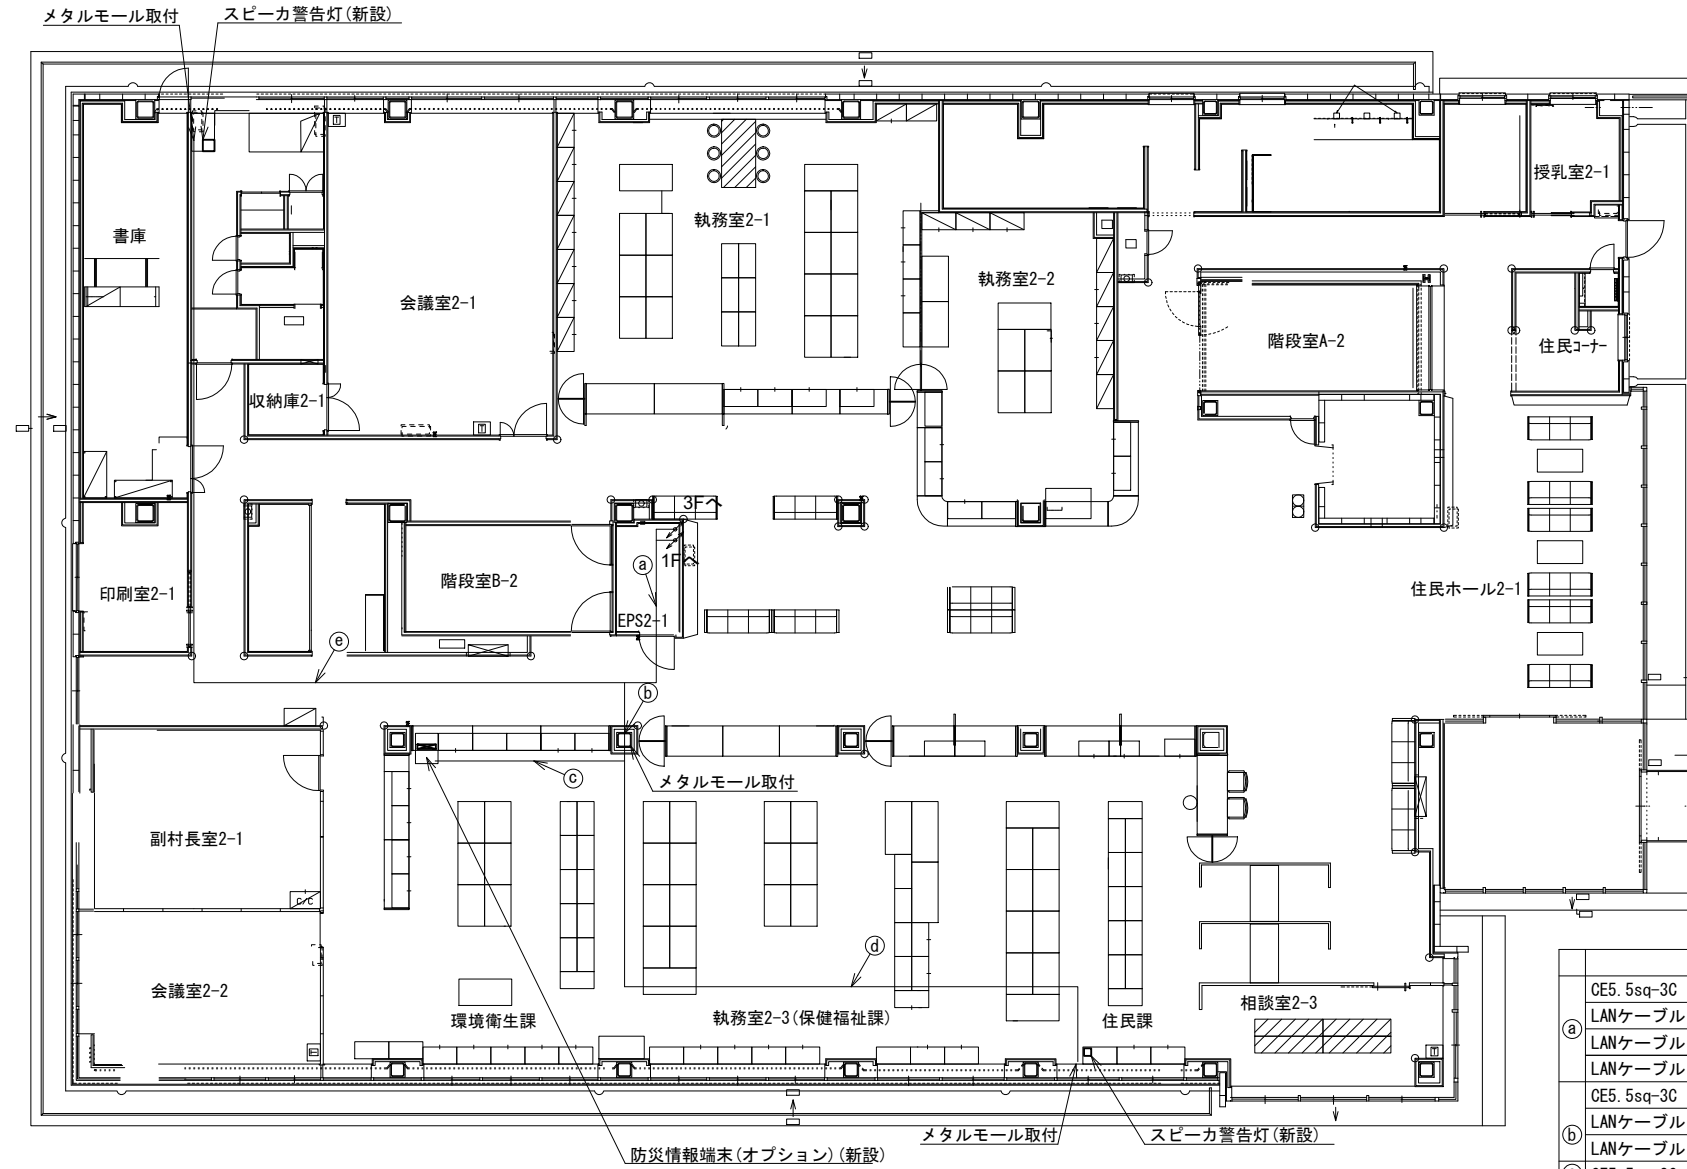 メタルモール取付
スピーカ警告灯(新設)
書庫
会議室2-1
執務室2-1
執務室2-2
授乳室2-1
階段室A-2
住民コーナー
収納庫2-1
3Fへ
1Fへ
ⓐ
印刷室2-1
階段室B-2
EPS2-1
住民ホール2-1
ⓔ
ⓑ
ⓒ
メタルモール取付
副村長室2-1
C/C
ⓓ
会議室2-2
環境衛生課
執務室2-3(保健福祉課)
住民課
相談室2-3
メタルモール取付
スピーカ警告灯(新設)
防災情報端末(オプション)(新設)
ⓐ
CE5.5sq-3C
LANケーブル
LANケーブル
LANケーブル
ⓑ
CE5.5sq-3C
LANケーブル
LANケーブル